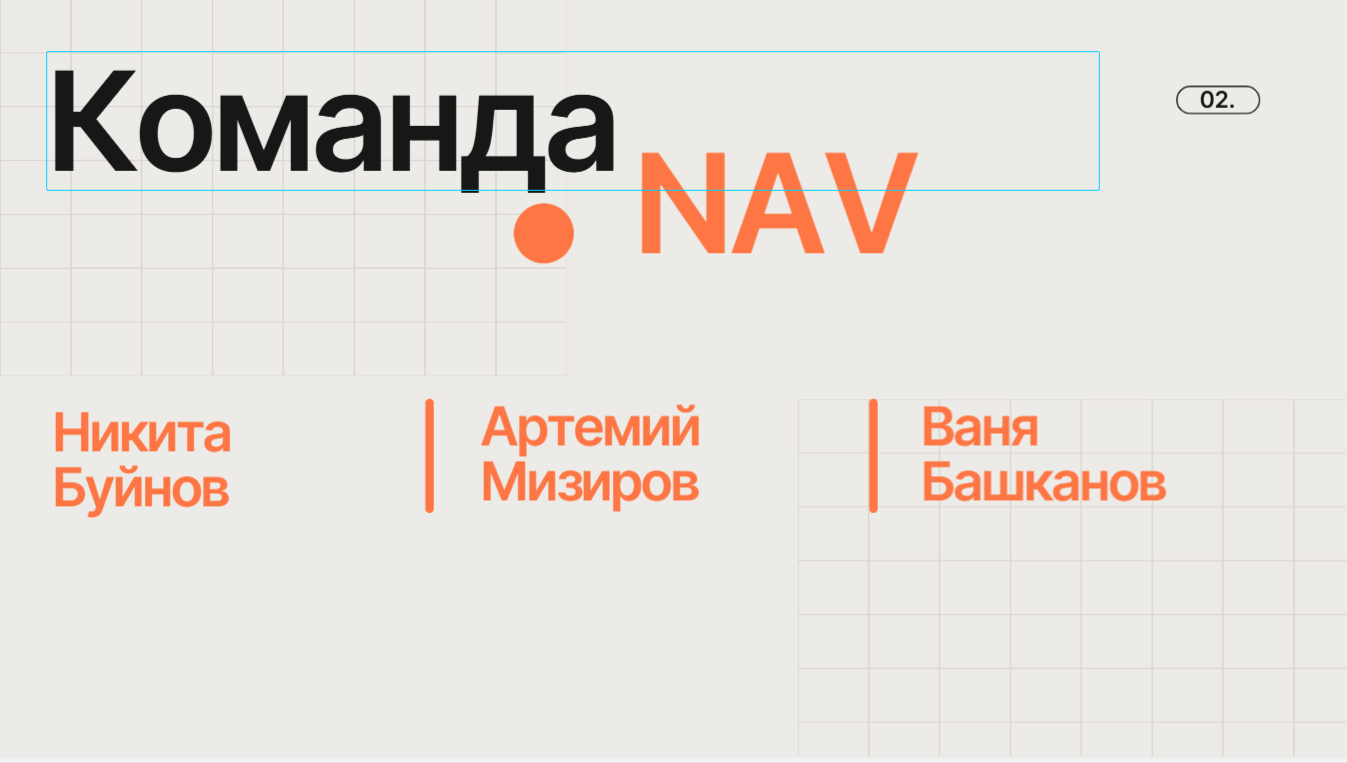 Команда
02.
NAV
Никита
Буйнов
Артемий
Мизиров
Ваня
Башканов